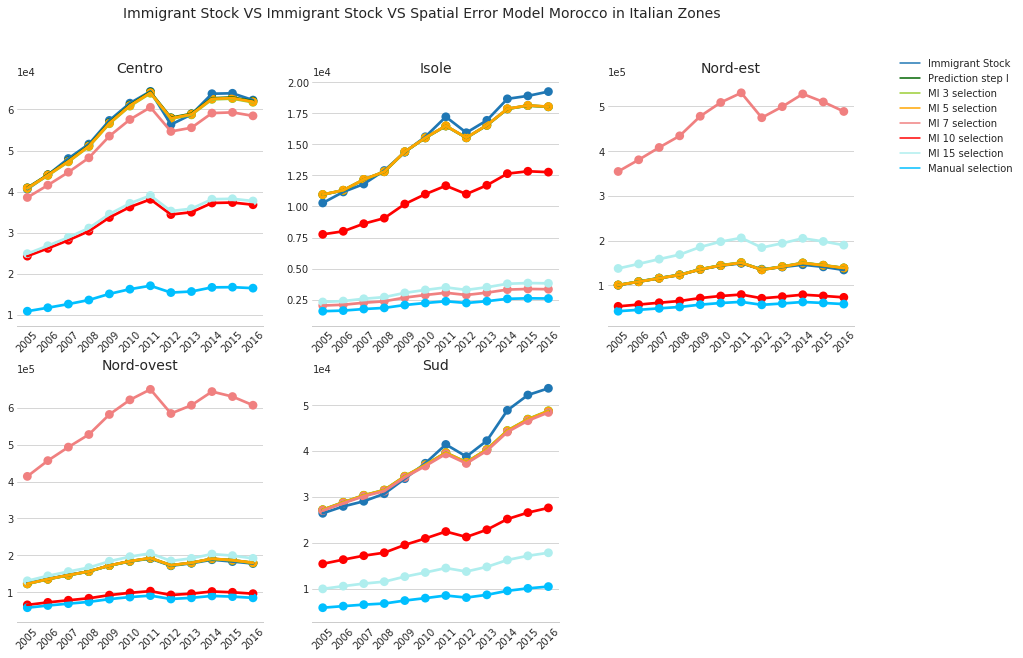 Immigrant Stock VS Immigrant Stock VS Spatial Error Model Morocco in Italian Zones
1e4
Centro
6
5
4
3
2
1
2005 2006 2007 2008 2009 2010 2011 2012 2013 2014 2015 2016
1e4
Isole
2.00
1.75
1.50
1.25
1.00
0.75
0.50
0.25
2005 2006 2007 2008 2009 2010 2011 2012 2013 2014 2015 2016
1e5
Nord-est
5
4
3
2
1
2005 2006 2007 2008 2009 2010 2011 2012 2013 2014 2015 2016
Immigrant Stock
Prediction step I
MI 3 selection
MI 5 selection
MI 7 selection
MI 10 selection
MI 15 selection
Manual selection
1e5
Nord-ovest
6
5
4
3
2
1
2005 2006 2007 2008 2009 2010 2011 2012 2013 2014 2015 2016
1e4
Sud
5
4
3
2
1
2005 2006 2007 2008 2009 2010 2011 2012 2013 2014 2015 2016